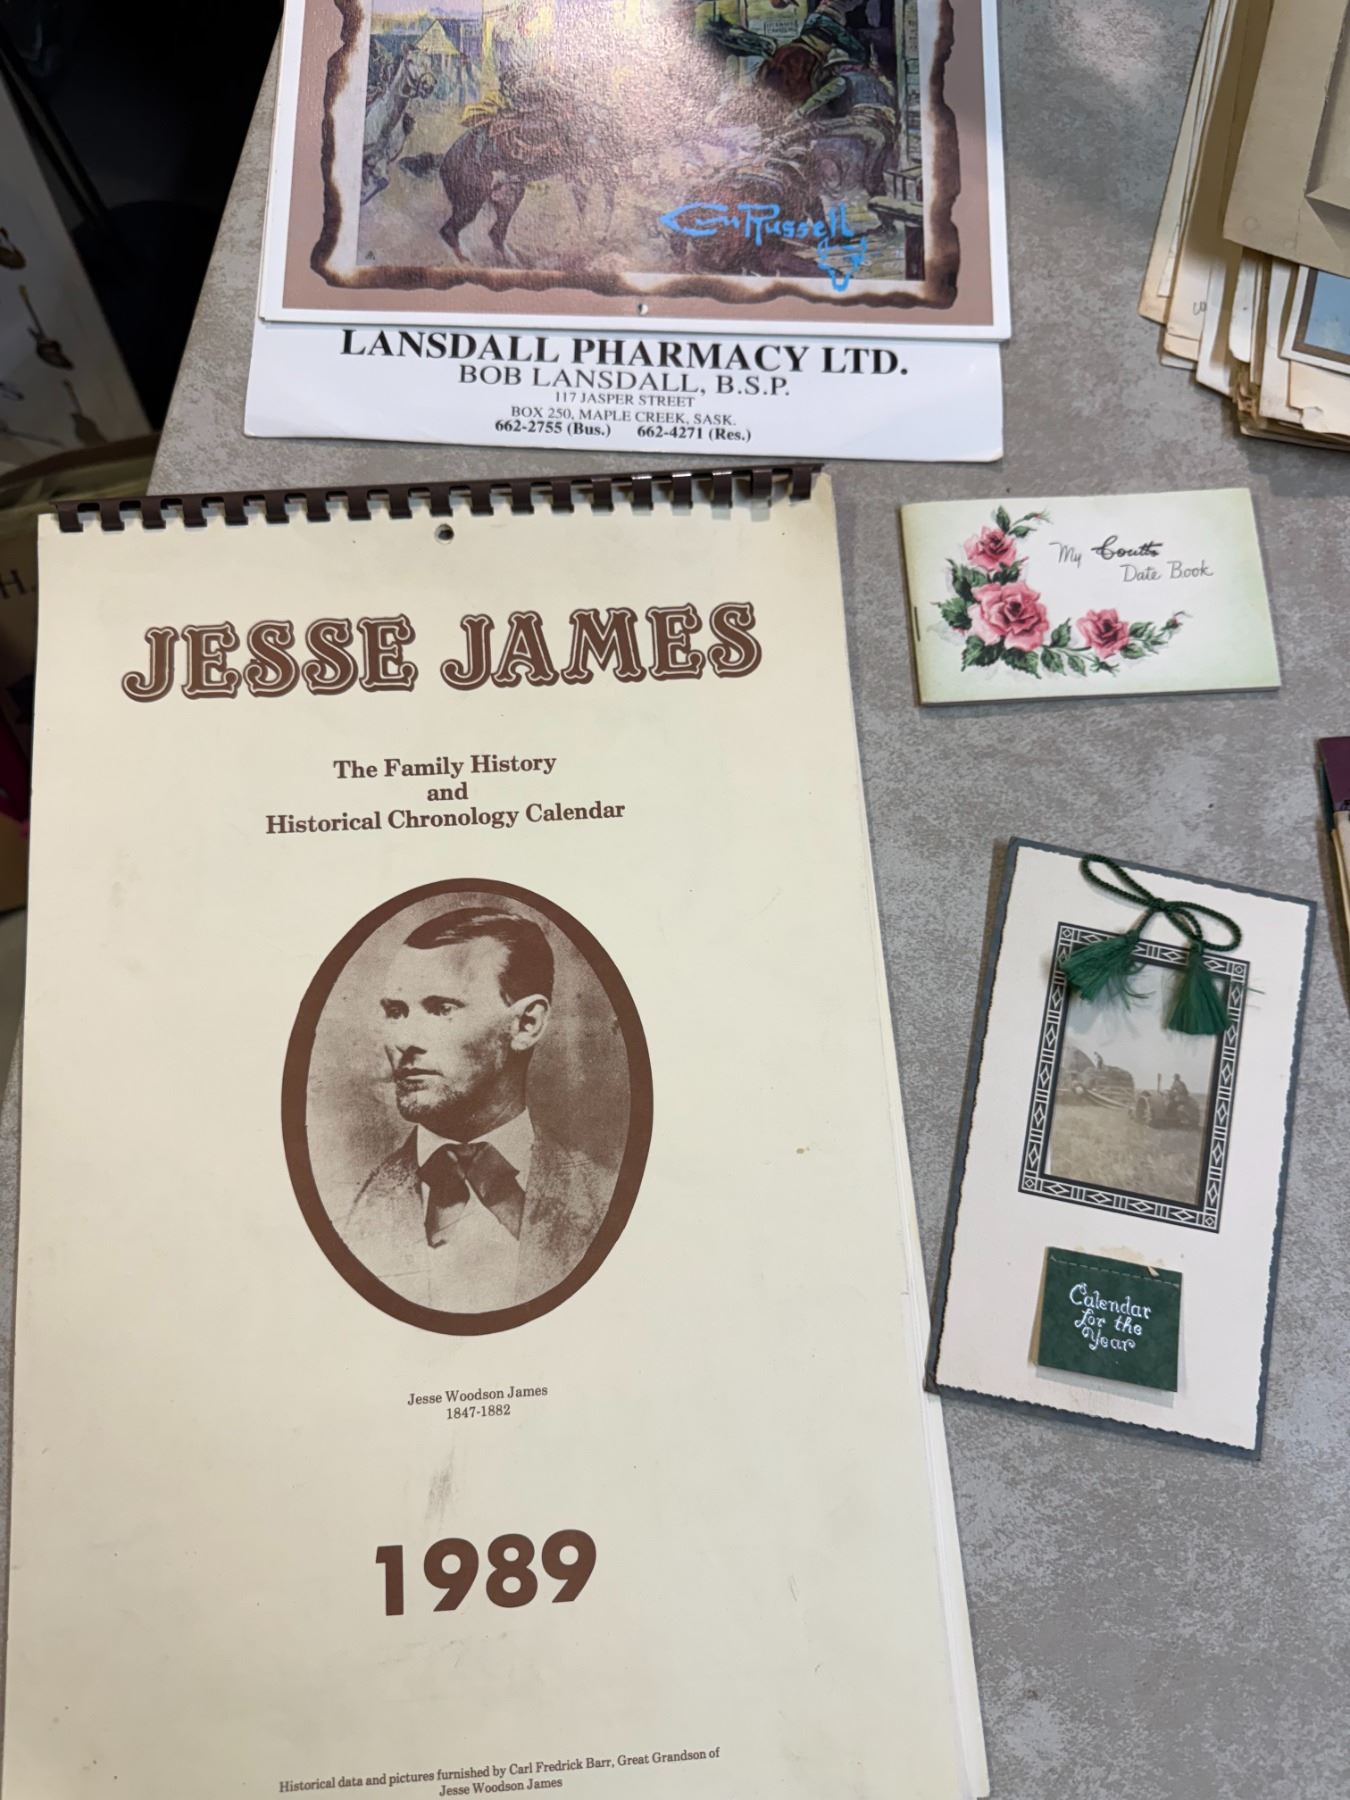 CM Russell
LANSDALL PHARMACY LTD.
BOB LANSDALL, B.S.P.
117 JASPER STREET
BOX 250, MAPLE CREEK, SASK.
662-2755 (Bus.) 662-4271 (Res.)
JESSE JAMES
The Family History
and
Historical Chronology Calendar
Jesse Woodson James
1847-1882
1989
Historical data and pictures furnished by Carl Fredrick Barr, Great Grandson of
Jesse Woodson James
My Coutts
Date Book
Calendar
for the
Year